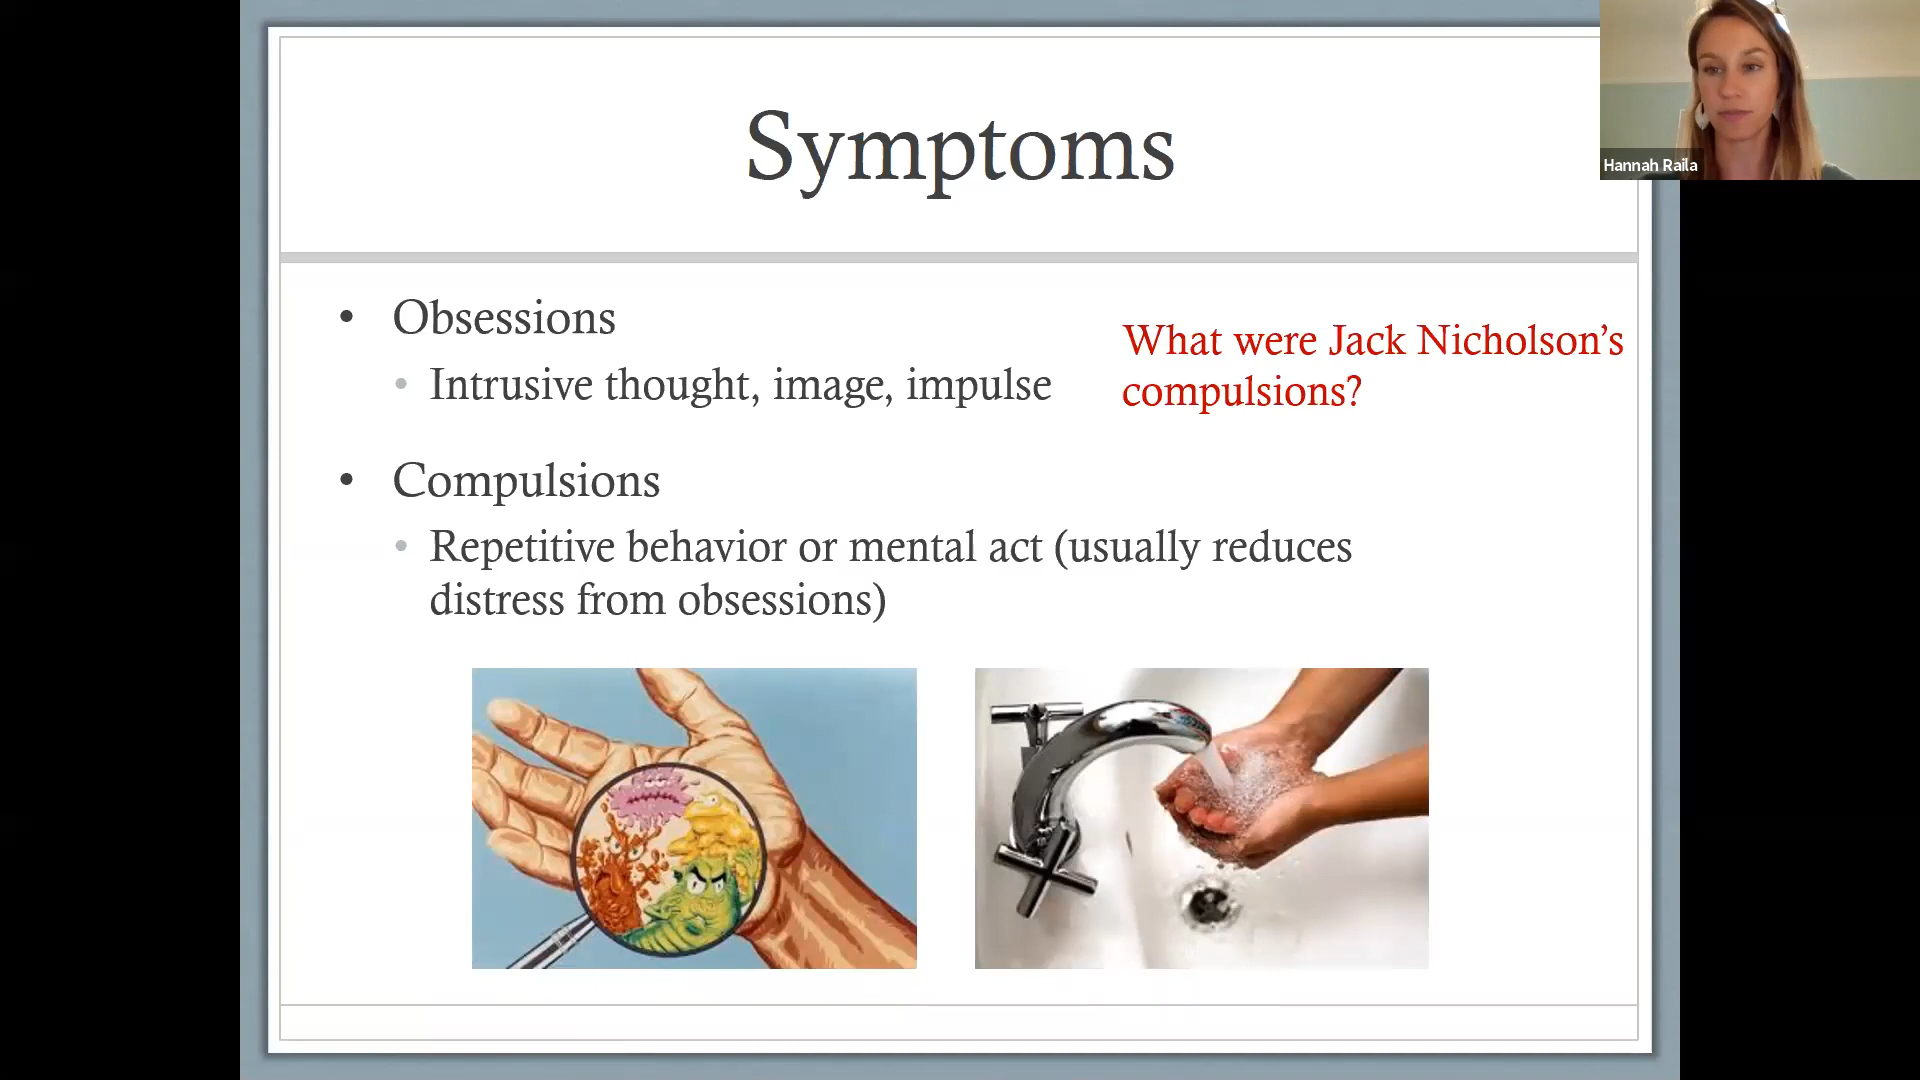 Symptoms
Hannah Raila
• Obsessions
• Intrusive thought, image, impulse
What were Jack Nicholson’s
compulsions?
• Compulsions
• Repetitive behavior or mental act (usually reduces
distress from obsessions)